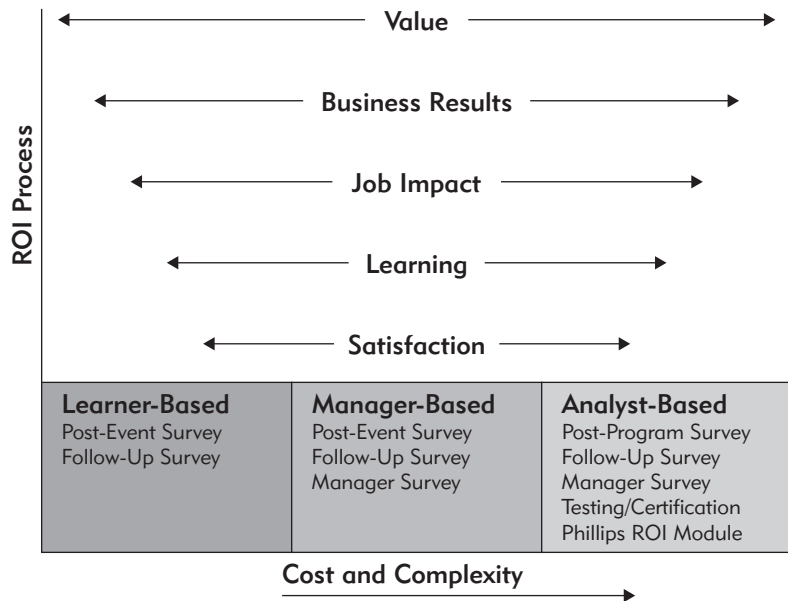 Value
Business Results
Job Impact
Learning
Satisfaction
ROI Process
Learner-Based
Post-Event Survey
Follow-Up Survey
Manager-Based
Post-Event Survey
Follow-Up Survey
Manager Survey
Analyst-Based
Post-Program Survey
Follow-Up Survey
Manager Survey
Testing/Certification
Phillips ROI Module
Cost and Complexity